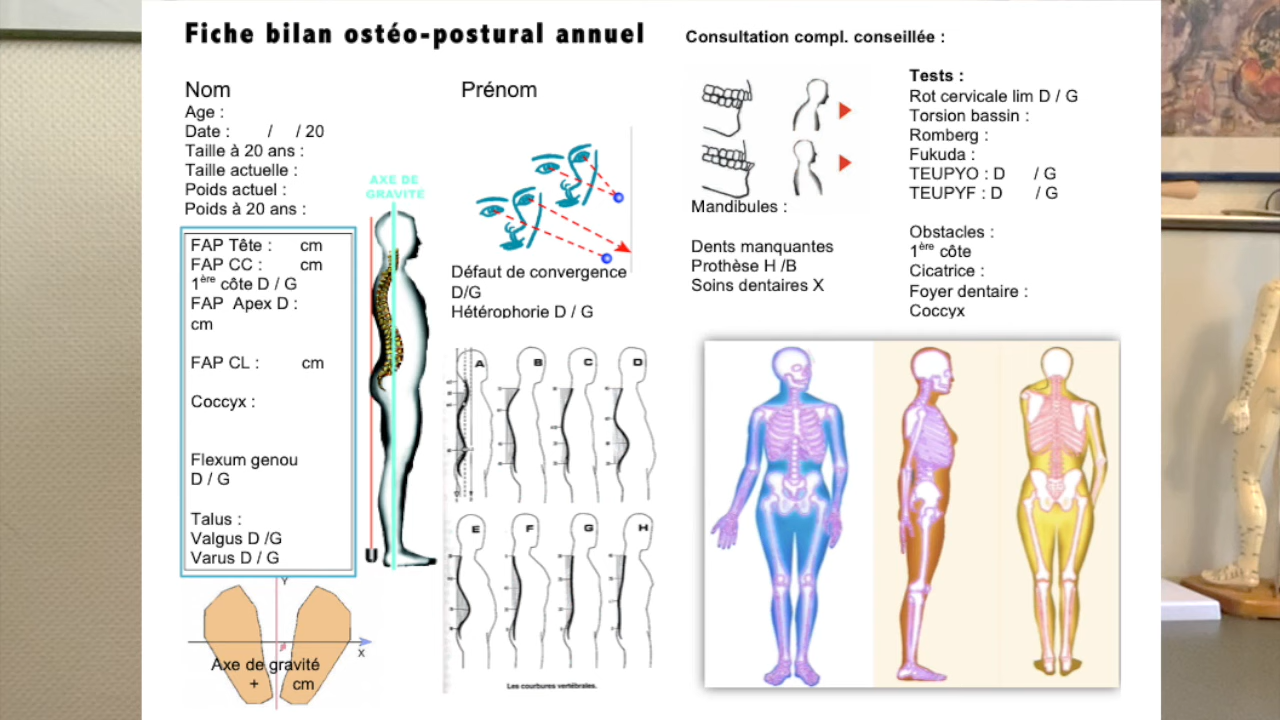 Fiche bilan ostéo-postural annuel
Consultation compl. conseillée :
Nom
Prénom
Age :
Date : / / 20
Taille à 20 ans :
Taille actuelle :
Poids actuel :
Poids à 20 ans :
FAP Tête : cm
FAP CC : cm
1ère côte D / G
FAP Apex D :
cm
FAP CL : cm
Coccyx :
Flexum genou
D / G
Talus :
Valgus D /G
Varus D / G
AXE DE
GRAVITE
U
Y
X
Axe de gravité
+ cm
Défaut de convergence
D/G
Hétérophorie D / G
A B C D
E F G H
Les courbures vertébrales.
Mandibules :
Dents manquantes
Prothèse H /B
Soins dentaires X
Tests :
Rot cervicale lim D / G
Torsion bassin :
Romberg :
Fukuda :
TEUPYO : D / G
TEUPYF : D / G
Obstacles :
1ère côte
Cicatrice :
Foyer dentaire :
Coccyx